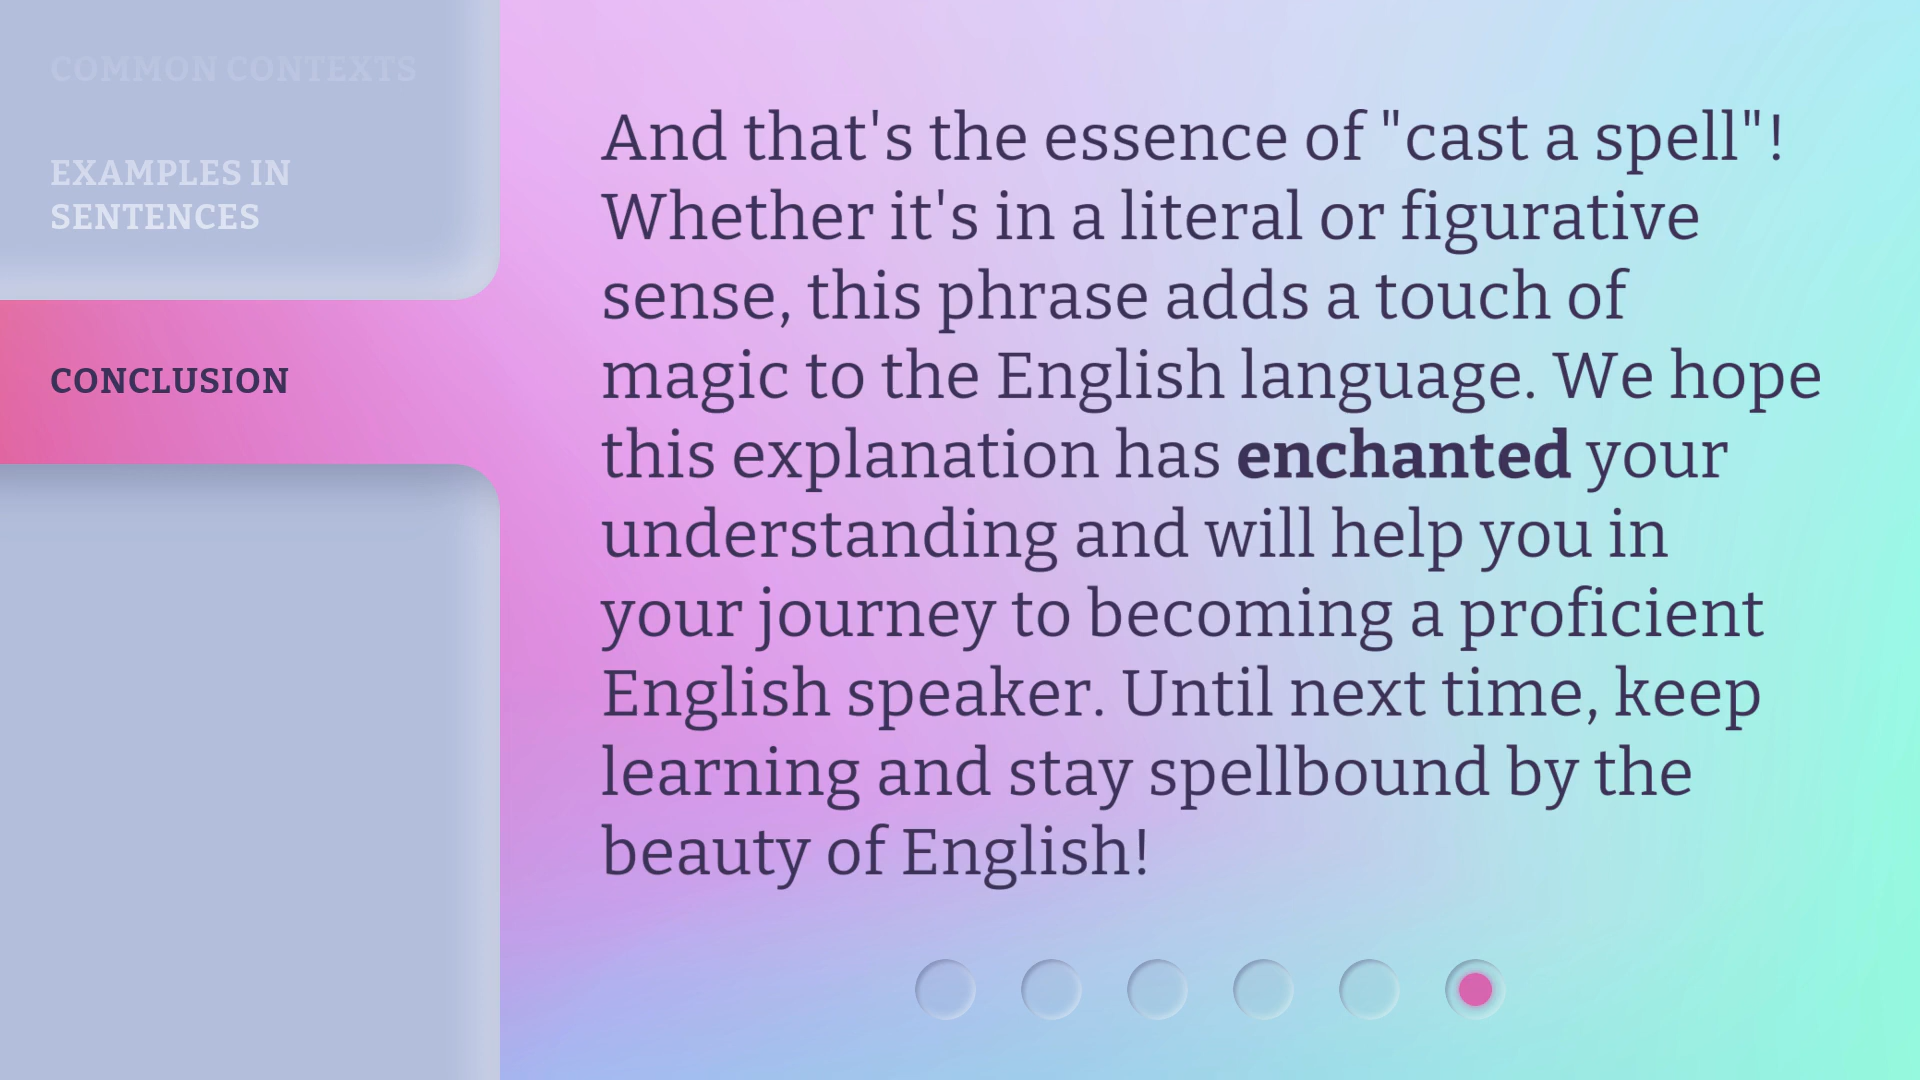 COMMON CONTEXTS
EXAMPLES IN
SENTENCES
CONCLUSION
And that's the essence of "cast a spell"!
Whether it's in a literal or figurative
sense, this phrase adds a touch of
magic to the English language. We hope
this explanation has enchanted your
understanding and will help you in
your journey to becoming a proficient
English speaker. Until next time, keep
learning and stay spellbound by the
beauty of English!